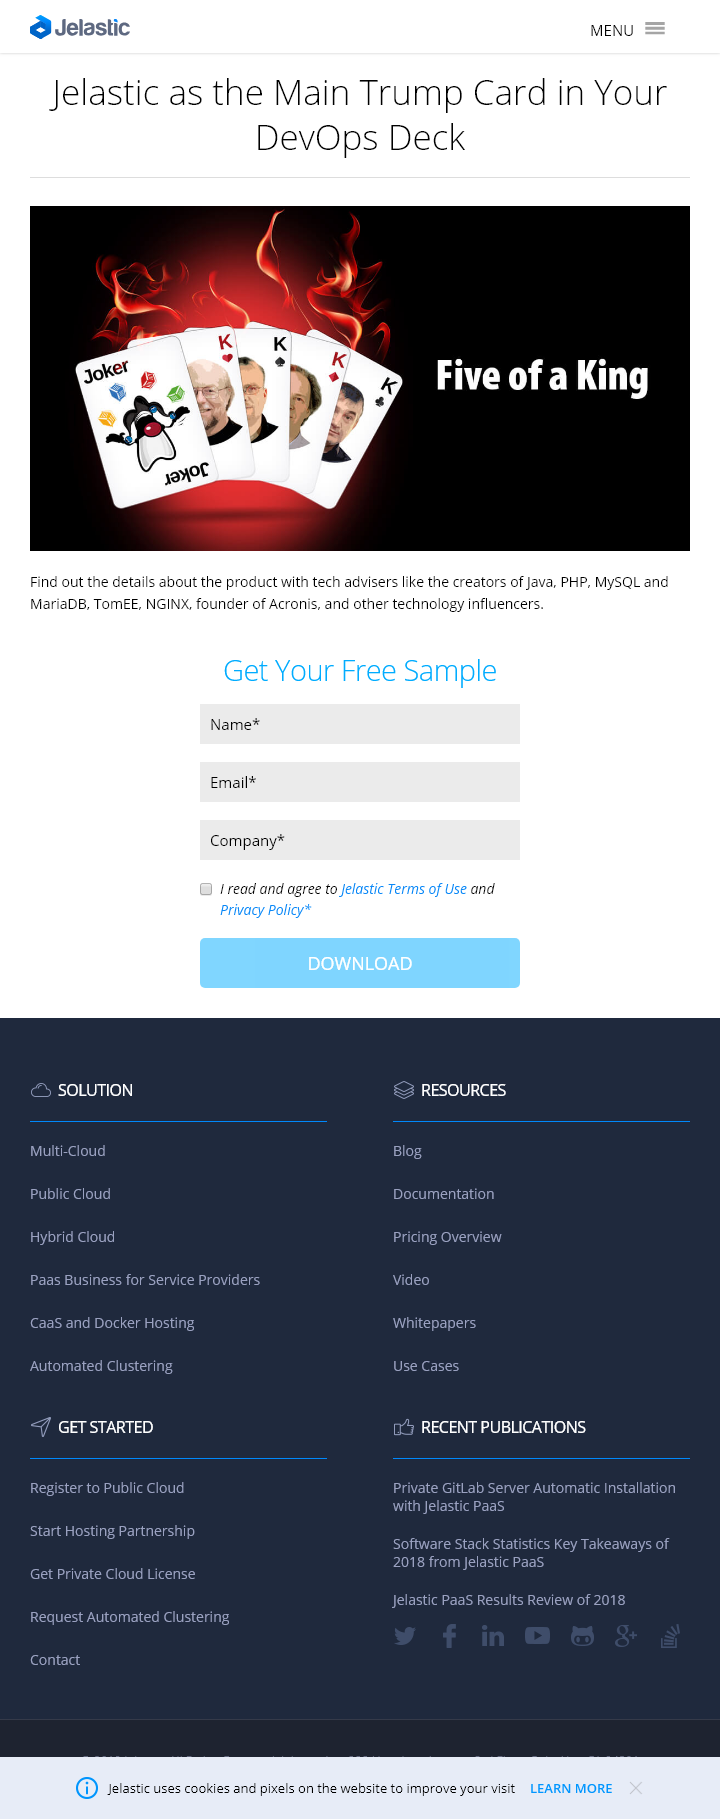 Jelastic
MENU
Jelastic as the Main Trump Card in Your
DevOps Deck
Joker
K
K
K
K
Joker
Five of a King
Find out the details about the product with tech advisers like the creators of Java, PHP, MySQL and
MariaDB, TomEE, NGINX, founder of Acronis, and other technology influencers.
Get Your Free Sample
Name*
Email*
Company*
I read and agree to Jelastic Terms of Use and
Privacy Policy*
DOWNLOAD
SOLUTION
Multi-Cloud
Public Cloud
Hybrid Cloud
Paas Business for Service Providers
CaaS and Docker Hosting
Automated Clustering
RESOURCES
Blog
Documentation
Pricing Overview
Video
Whitepapers
Use Cases
GET STARTED
Register to Public Cloud
Start Hosting Partnership
Get Private Cloud License
Request Automated Clustering
Contact
RECENT PUBLICATIONS
Private GitLab Server Automatic Installation
with Jelastic PaaS
Software Stack Statistics Key Takeaways of
2018 from Jelastic PaaS
Jelastic PaaS Results Review of 2018
Jelastic uses cookies and pixels on the website to improve your visit LEARN MORE